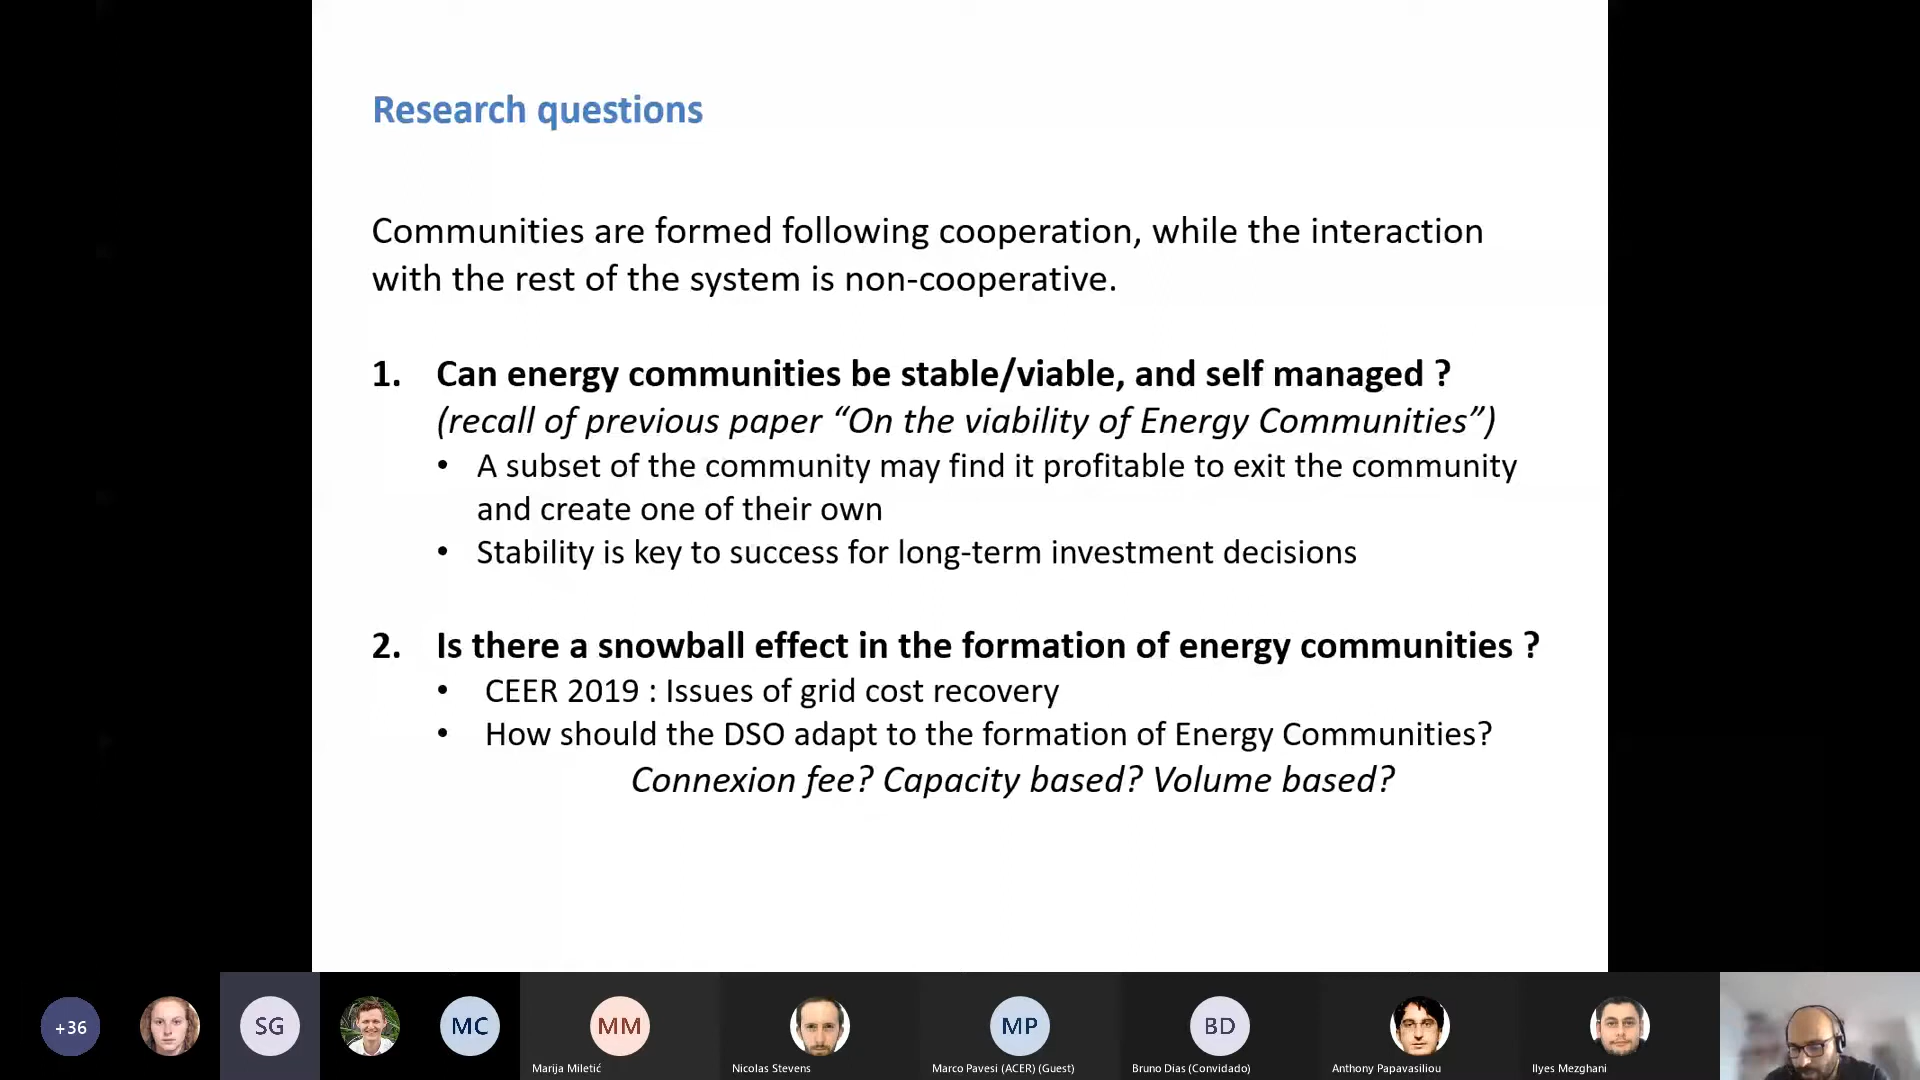 Research questions
Communities are formed following cooperation, while the interaction
with the rest of the system is non-cooperative.
1. Can energy communities be stable/viable, and self managed ?
(recall of previous paper “On the viability of Energy Communities”)
• A subset of the community may find it profitable to exit the community
and create one of their own
• Stability is key to success for long-term investment decisions
2. Is there a snowball effect in the formation of energy communities ?
• CEER 2019 : Issues of grid cost recovery
• How should the DSO adapt to the formation of Energy Communities?
Connexion fee? Capacity based? Volume based?
+36 SG MC MM MP BD
Marija Miletić Nicolas Stevens Marco Pavesi (ACER) (Guest) Bruno Dias (Convidado) Anthony Papavasiliou Ilyes Mezghani